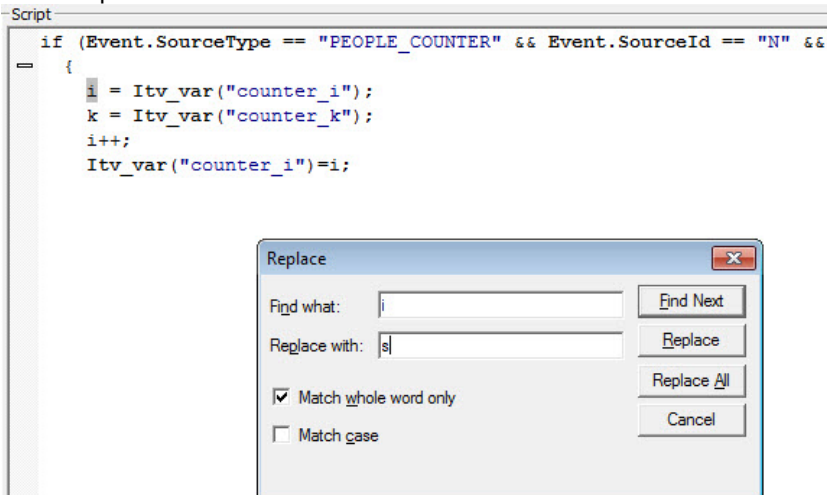 Script
if (Event.SourceType == "PEOPLE_COUNTER" && Event.SourceId == "N" &&
{
i = Itv_var("counter_i");
k = Itv_var("counter_k");
i++;
Itv_var("counter_i")=i;
Replace
Find what: i
Find Next
Replace with: s
Replace
Replace All
Match whole word only
Cancel
Match case